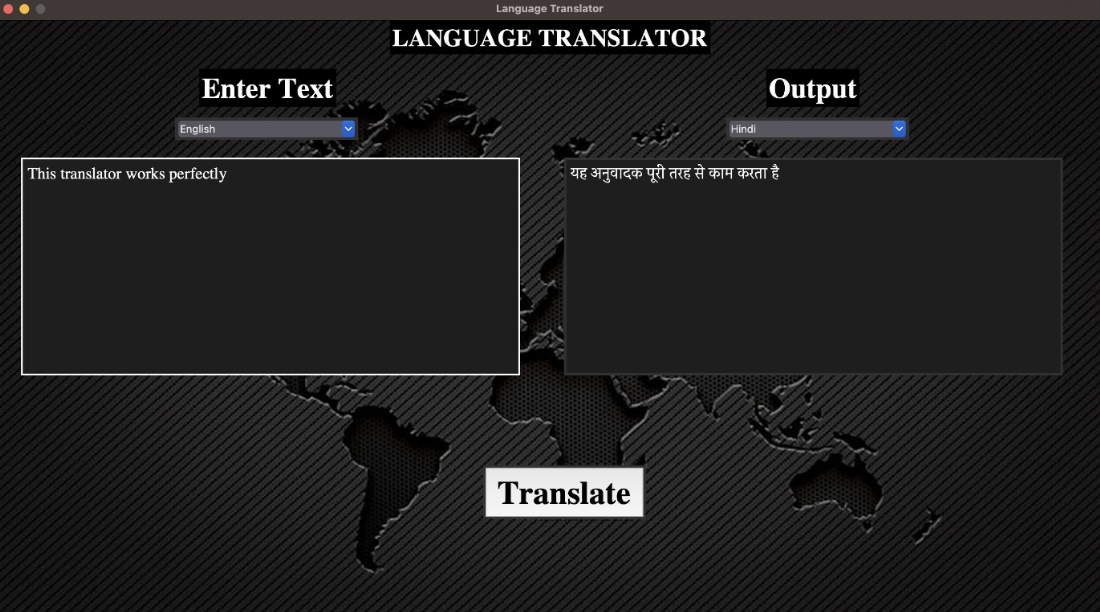 Language Translator
LANGUAGE TRANSLATOR
Enter Text
Output
English
Hindi
This translator works perfectly
यह अनुवादक पूरी तरह से काम करता है
Translate